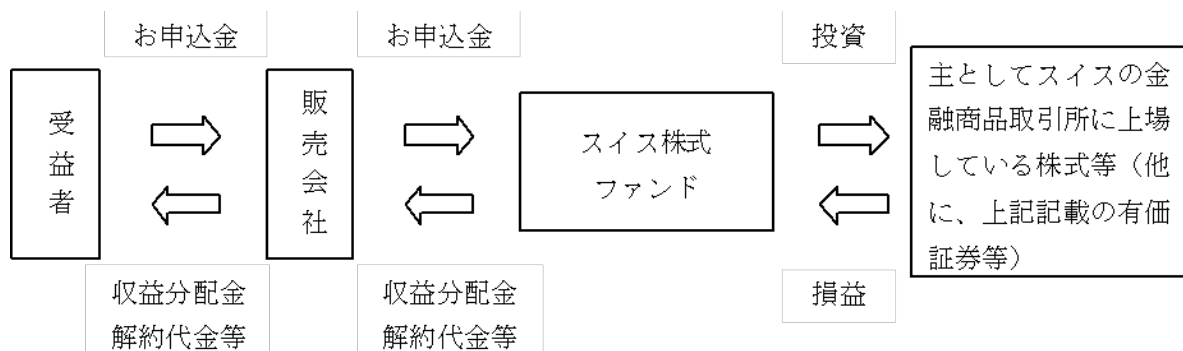 お申込金
お申込金
投資
受益者
販売会社
スイス株式
ファンド
主としてスイスの金
融商品取引所に上場
している株式等（他
に、上記記載の有価
証券等）
収益分配金
解約代金等
収益分配金
解約代金等
損益